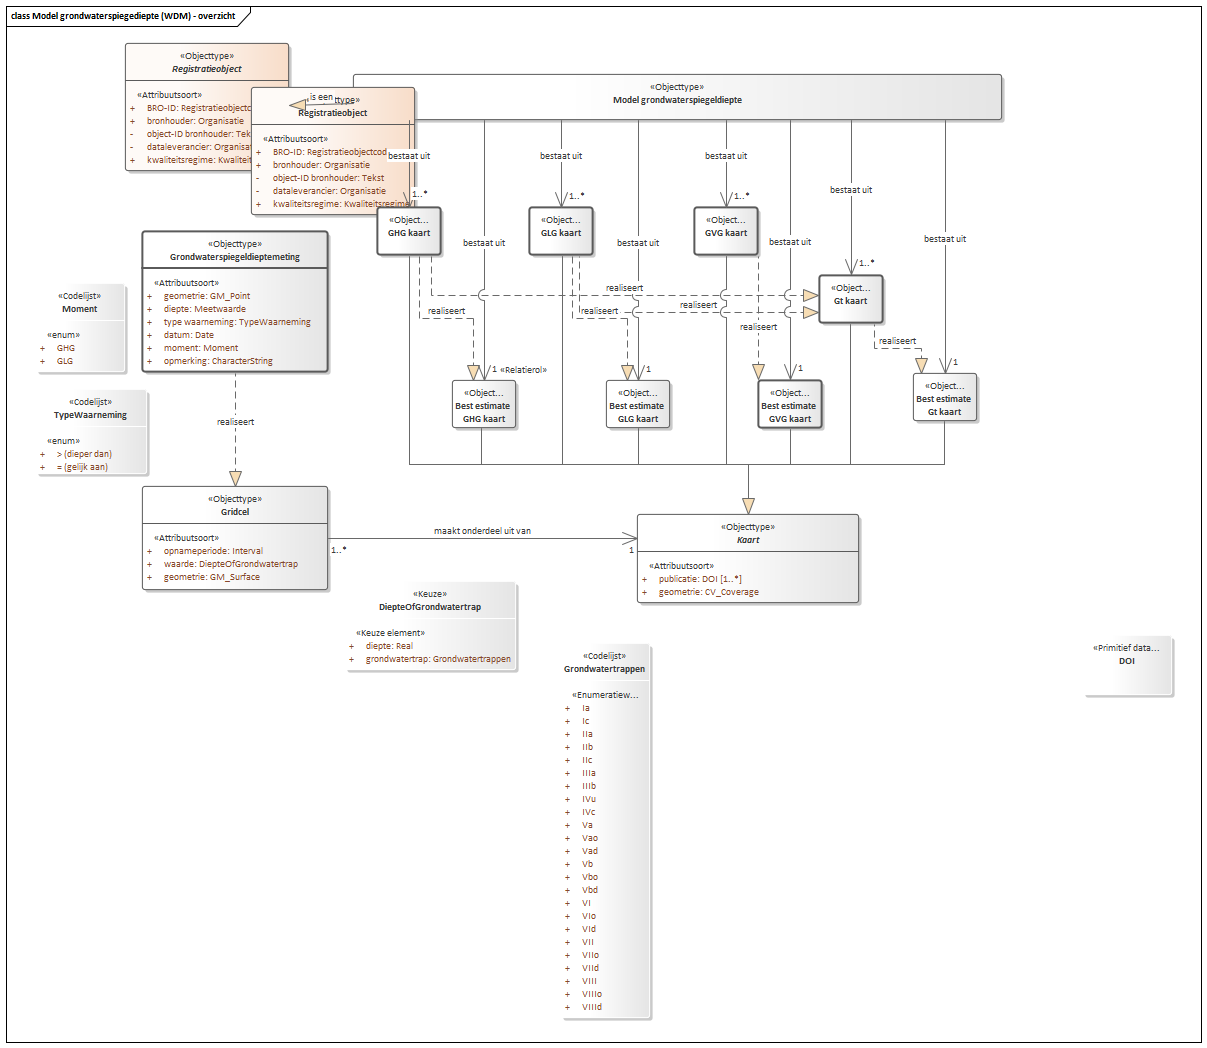 class Model grondwaterspiegediepte (WDM) - overzicht
«Objecttype»
Registratieobject
«Attribuutsoort»
+ BRO-ID: Registratieobjectc
+ bronhouder: Organisatie
- object-ID bronhouder: Tek
- dataleverancier: Organisat
+ kwaliteitsregime: Kwaliteit
is een
ttype»
Registratieobject
«Attribuutsoort»
+ BRO-ID: Registratieobjectcod
+ bronhouder: Organisatie
- object-ID bronhouder: Tekst
- dataleverancier: Organisatie
+ kwaliteitsregime: Kwaliteitsregime
«Objecttype»
Model grondwaterspiegeldiepte
bestaat uit
1..*
bestaat uit
1..*
bestaat uit
1..*
bestaat uit
1..*
bestaat uit
bestaat uit
bestaat uit
bestaat uit
«Object...
GHG kaart
«Object...
GLG kaart
«Object...
GVG kaart
«Object...
Gt kaart
realiseert
realiseert
realiseert
realiseert
realiseert
realiseert
1 «Relatierol»
1
1
1
«Object...
Best estimate
GHG kaart
«Object...
Best estimate
GLG kaart
«Object...
Best estimate
GVG kaart
«Object...
Best estimate
Gt kaart
«Objecttype»
Grondwaterspiegeldieptemeting
«Attribuutsoort»
+ geometrie: GM_Point
+ diepte: Meetwaarde
+ type waarneming: TypeWaarneming
+ datum: Date
+ moment: Moment
+ opmerking: CharacterString
«Codelijst»
Moment
«enum»
+ GHG
+ GLG
«Codelijst»
TypeWaarneming
«enum»
+ > (dieper dan)
+ = (gelijk aan)
realiseert
«Objecttype»
Gridcel
«Attribuutsoort»
+ opnameperiode: Interval
+ waarde: DiepteOfGrondwatertrap
+ geometrie: GM_Surface
maakt onderdeel uit van
1..*
1
«Objecttype»
Kaart
«Attribuutsoort»
+ publicatie: DOI [1..*]
+ geometrie: CV_Coverage
«Keuze»
DiepteOfGrondwatertrap
«Keuze element»
+ diepte: Real
+ grondwatertrap: Grondwatertrappen
«Codelijst»
Grondwatertrappen
«Enumeratiew...
+ Ia
+ Ic
+ IIa
+ IIb
+ IIc
+ IIIa
+ IIIb
+ IVu
+ IVc
+ Va
+ Vao
+ Vad
+ Vb
+ Vbo
+ Vbd
+ VI
+ VIo
+ VId
+ VII
+ VIIo
+ VIId
+ VIII
+ VIIIo
+ VIIId
«Primitief data...
DOI